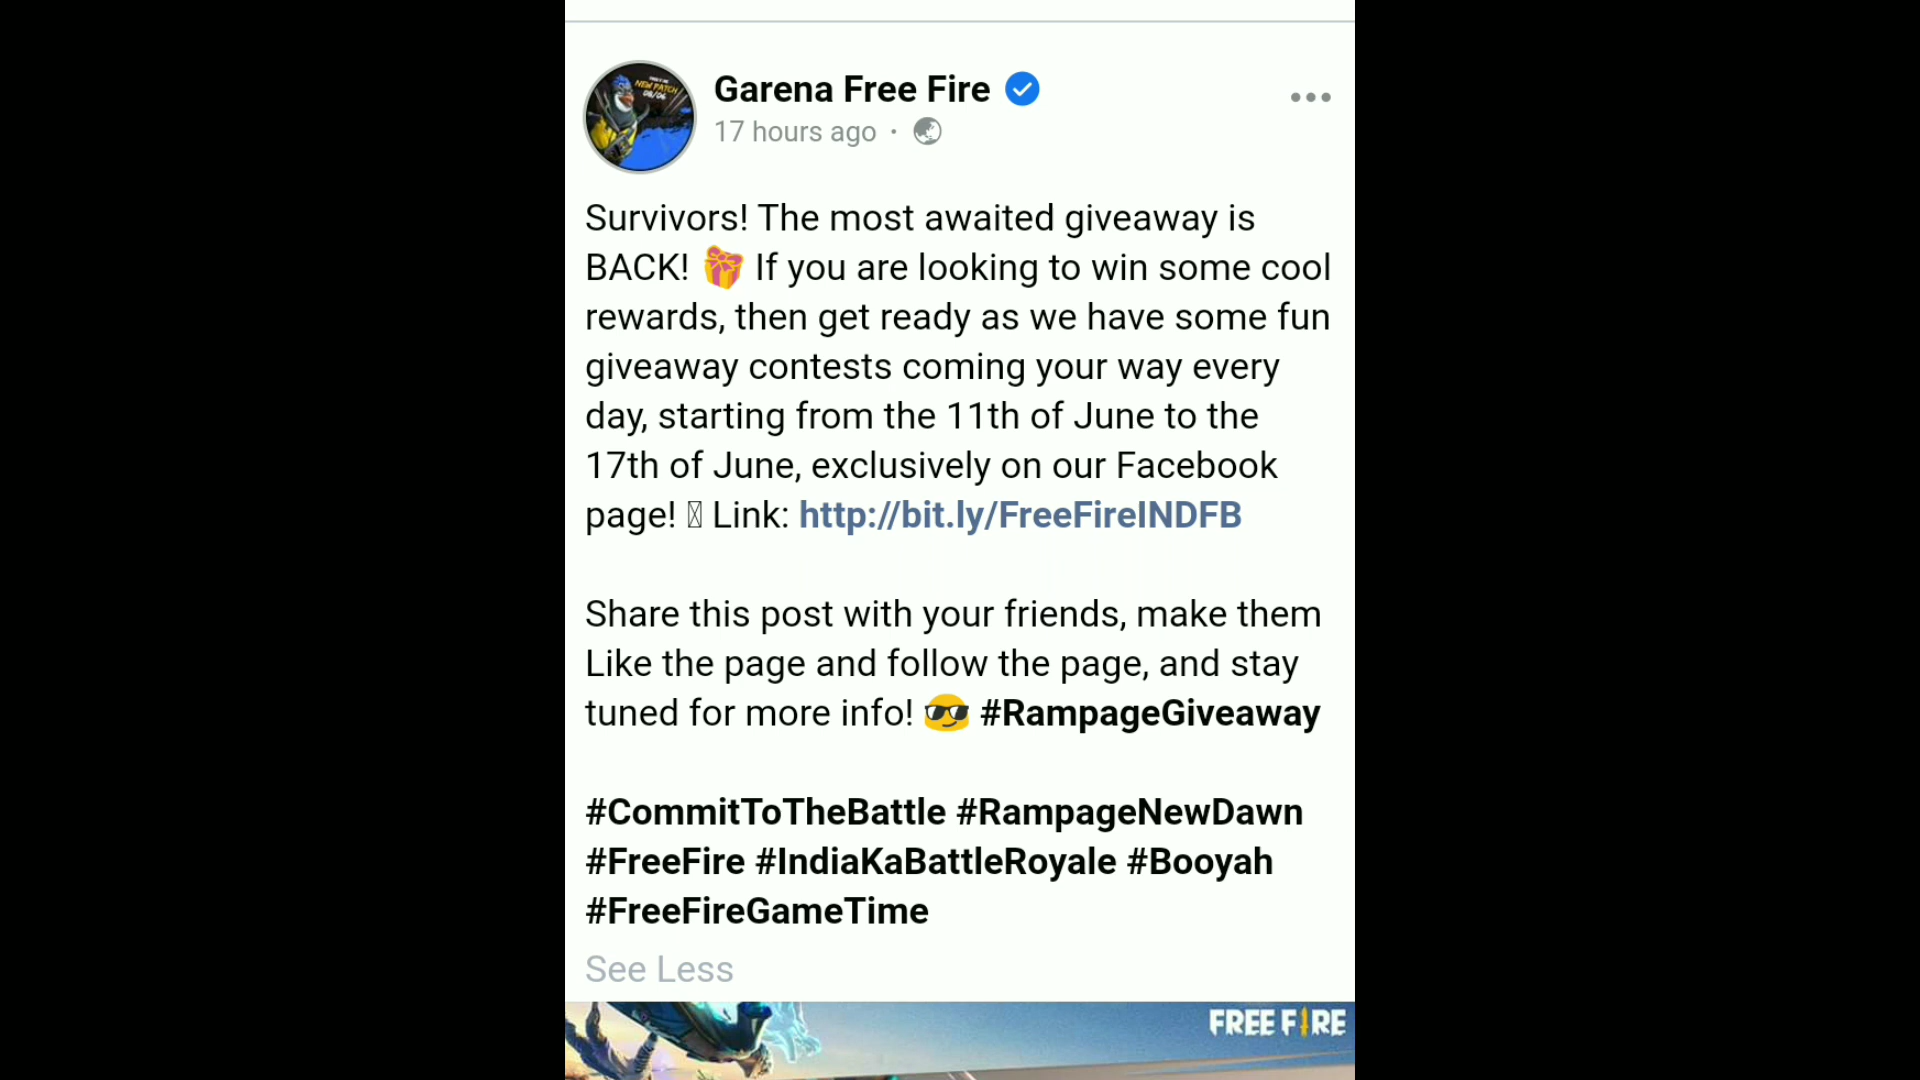 NEW PATCH
08/06
Garena Free Fire
17 hours ago ·
Survivors! The most awaited giveaway is
BACK! 🎁 If you are looking to win some cool
rewards, then get ready as we have some fun
giveaway contests coming your way every
day, starting from the 11th of June to the
17th of June, exclusively on our Facebook
page! Link: http://bit.ly/FreeFireINDFB
Share this post with your friends, make them
Like the page and follow the page, and stay
tuned for more info! 😎 #RampageGiveaway
#CommitToTheBattle #RampageNewDawn
#FreeFire #IndiaKaBattleRoyale #Booyah
#FreeFireGameTime
See Less
FREE FIRE